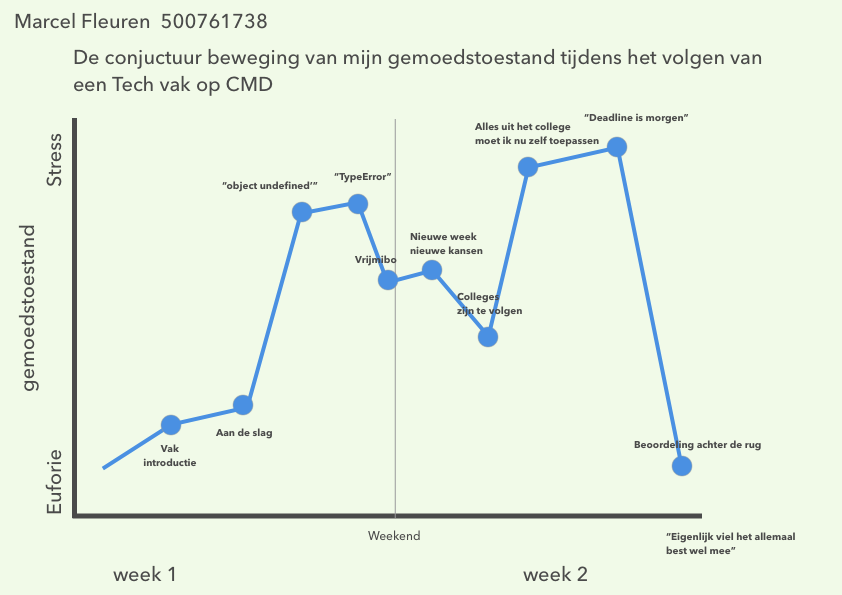 Marcel Fleuren 500761738
De conjuctuur beweging van mijn gemoedstoestand tijdens het volgen van
een Tech vak op CMD
Stress
gemoedstoestand
Euforie
Vak
introductie
Aan de slag
"object undefined'"
"TypeError"
Vrijmibo
Nieuwe week
nieuwe kansen
Colleges
zijn te volgen
Alles uit het college
moet ik nu zelf toepassen
"Deadline is morgen"
Beoordeling achter de rug
"Eigenlijk viel het allemaal
best wel mee"
Weekend
week 1
week 2